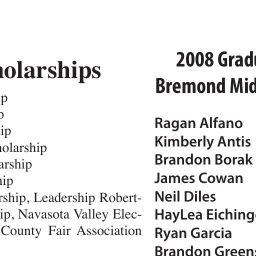 holarships
ip
p
ip
holarship
arship
hip
rship, Leadership Robert-
ip, Navasota Valley Elec-
County Fair Association
2008 Gradu
Bremond Mid
Ragan Alfano
Kimberly Antis
Brandon Borak
James Cowan
Neil Diles
HayLea Eiching
Ryan Garcia
Brandon Greens